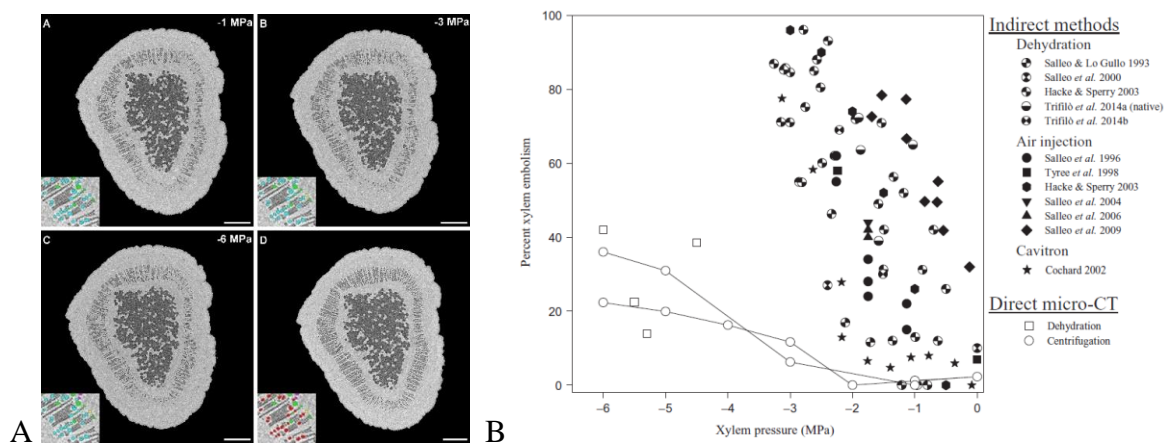 A
-1 MPa
B
-3 MPa
C
-6 MPa
D
A
B
100
80
60
40
20
0
Percent xylem embolism
−6
−5
−4
−3
−2
−1
0
Xylem pressure (MPa)
Indirect methods
Dehydration
Salleo & Lo Gullo 1993
Salleo et al. 2000
Hacke & Sperry 2003
Trifilò et al. 2014a (native)
Trifilò et al. 2014b
Air injection
Salleo et al. 1996
Tyree et al. 1998
Hacke & Sperry 2003
Salleo et al. 2004
Salleo et al. 2006
Salleo et al. 2009
Cavitron
Cochard 2002
Direct micro-CT
Dehydration
Centrifugation